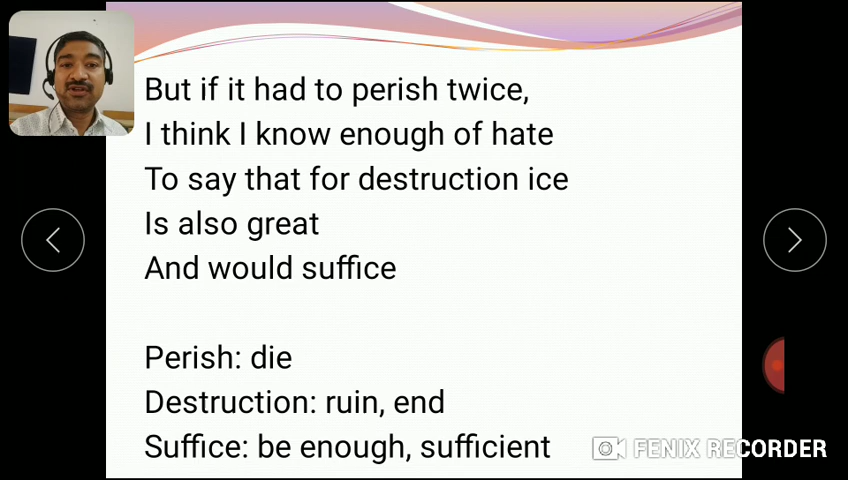 But if it had to perish twice,
I think I know enough of hate
To say that for destruction ice
Is also great
And would suffice
Perish: die
Destruction: ruin, end
Suffice: be enough, sufficient
FENIX RECORDER